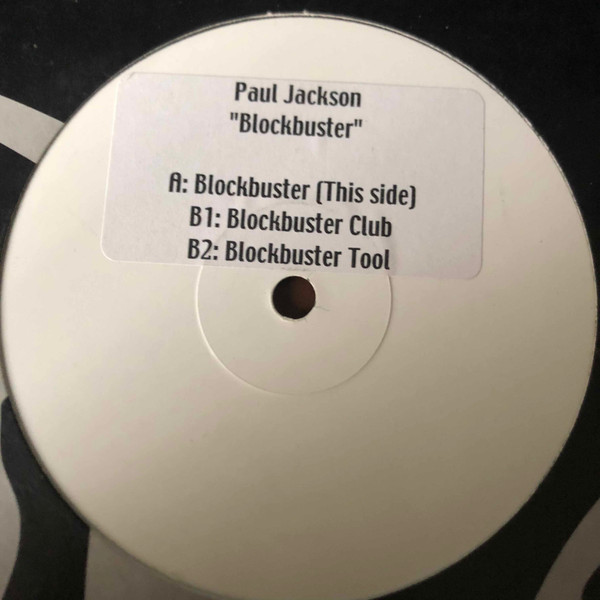 Paul Jackson
"Blockbuster"
A: Blockbuster (This side)
B1: Blockbuster Club
B2: Blockbuster Tool